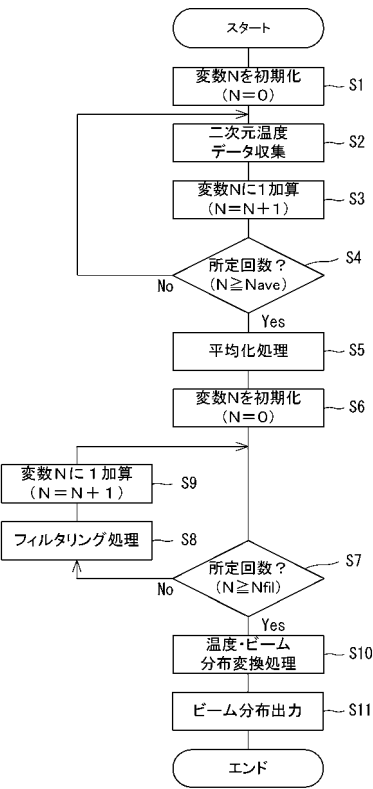 スタート
変数Nを初期化
(N=0)
S1
二次元温度
データ収集
S2
変数Nに1加算
(N=N+1)
S3
所定回数?
(N≧Nave)
S4
No
Yes
平均化処理
S5
変数Nを初期化
(N=0)
S6
変数Nに1加算
(N=N+1)
S9
フィルタリング処理
S8
所定回数?
(N≧Nfil)
S7
No
Yes
温度・ビーム
分布変換処理
S10
ビーム分布出力
S11
エンド